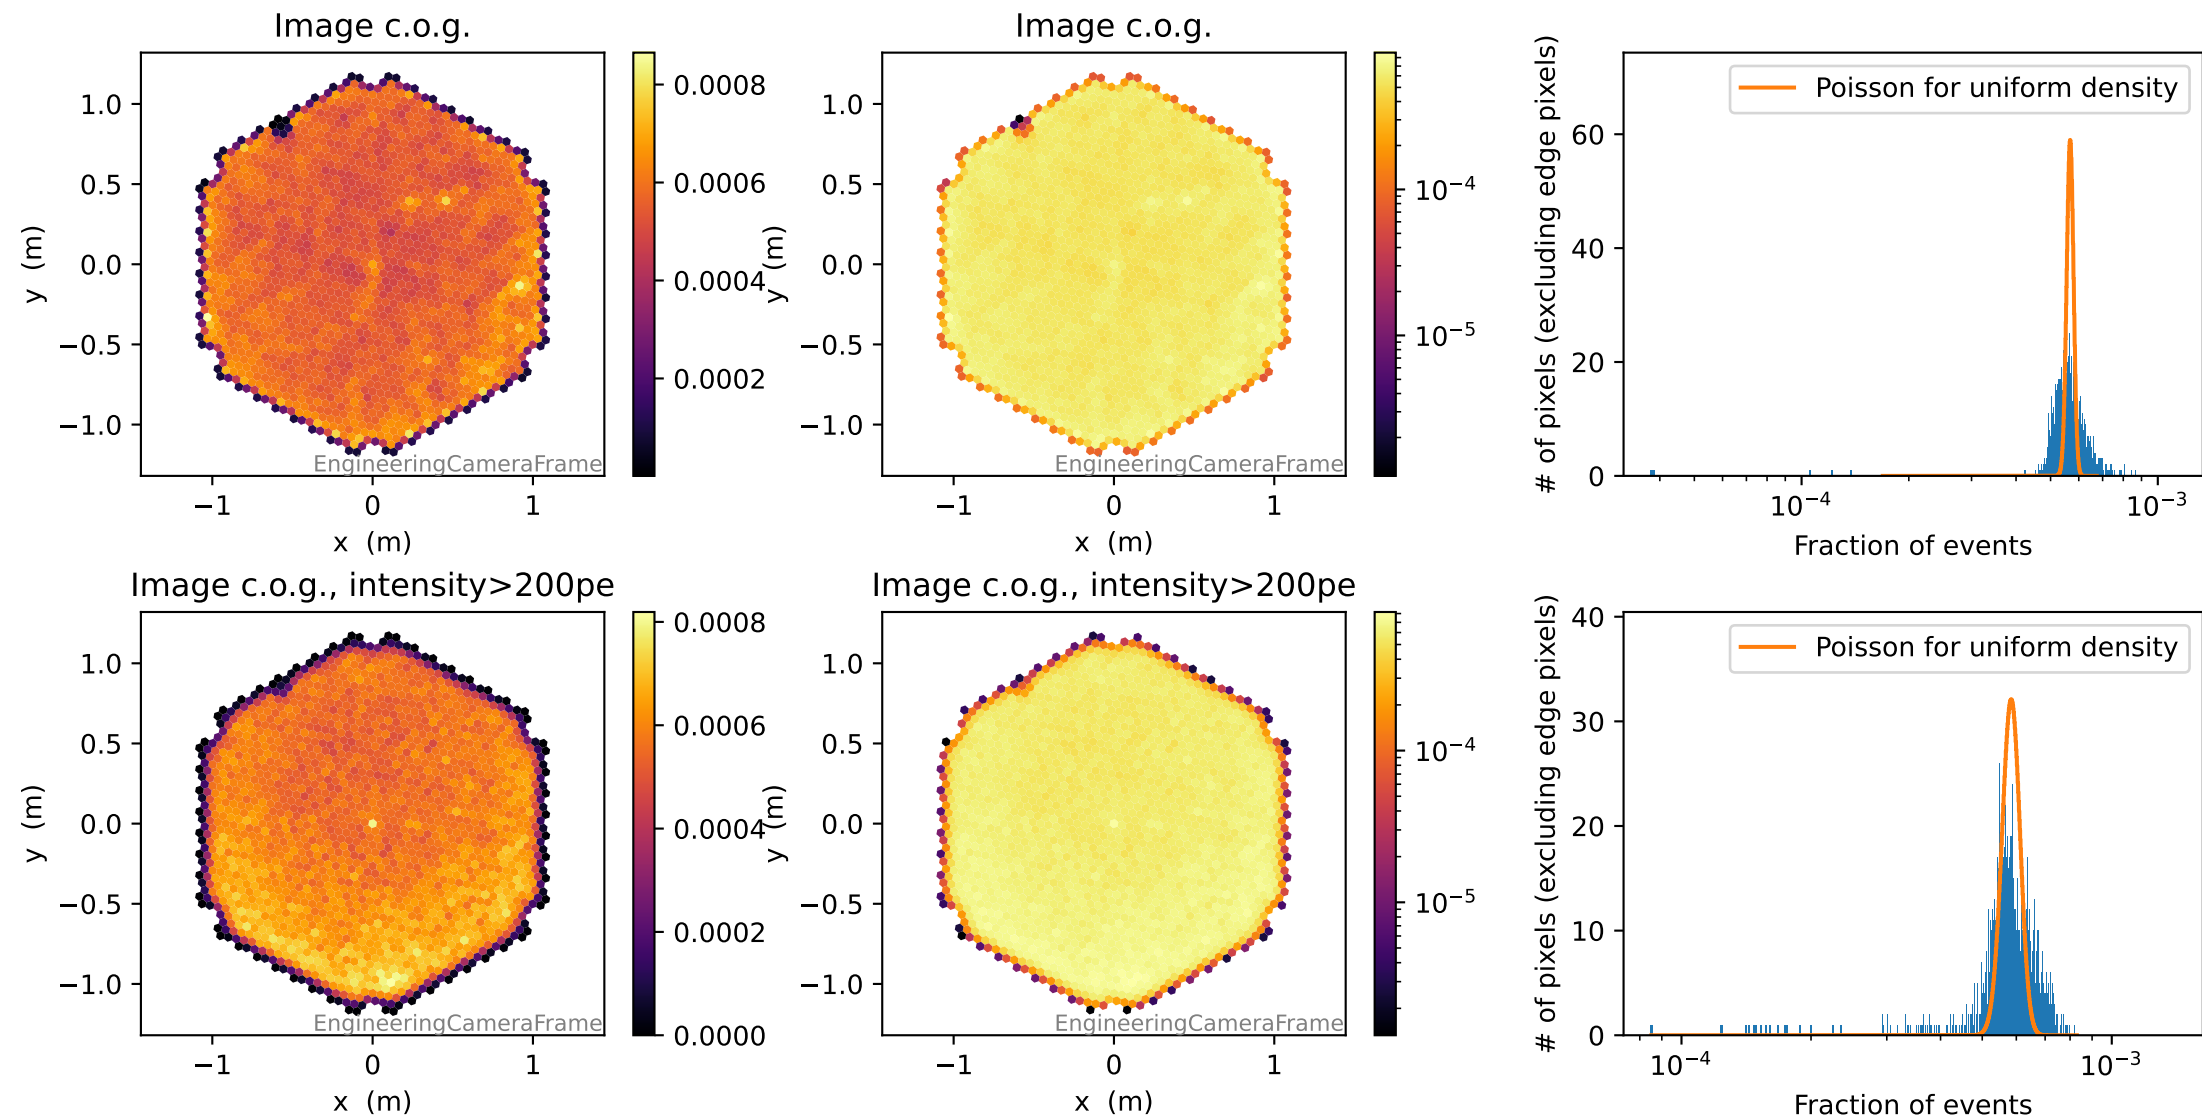 Image c.o.g.
1.0
0.5
0.0
−0.5
−1.0
y (m)
−1
0
1
x (m)
EngineeringCameraFrame
0.0008
0.0006
0.0004
0.0002
Image c.o.g.
1.0
0.5
0.0
−0.5
−1.0
y (m)
−1
0
1
x (m)
EngineeringCameraFrame
10⁻⁴
10⁻⁵
Poisson for uniform density
60
40
20
0
# of pixels (excluding edge pixels)
10⁻⁴
10⁻³
Fraction of events
Image c.o.g., intensity>200pe
1.0
0.5
0.0
−0.5
−1.0
y (m)
−1
0
1
x (m)
EngineeringCameraFrame
0.0008
0.0006
0.0004
0.0002
0.0000
Image c.o.g., intensity>200pe
1.0
0.5
0.0
−0.5
−1.0
y (m)
−1
0
1
x (m)
EngineeringCameraFrame
10⁻⁴
10⁻⁵
Poisson for uniform density
40
30
20
10
0
# of pixels (excluding edge pixels)
10⁻⁴
10⁻³
Fraction of events